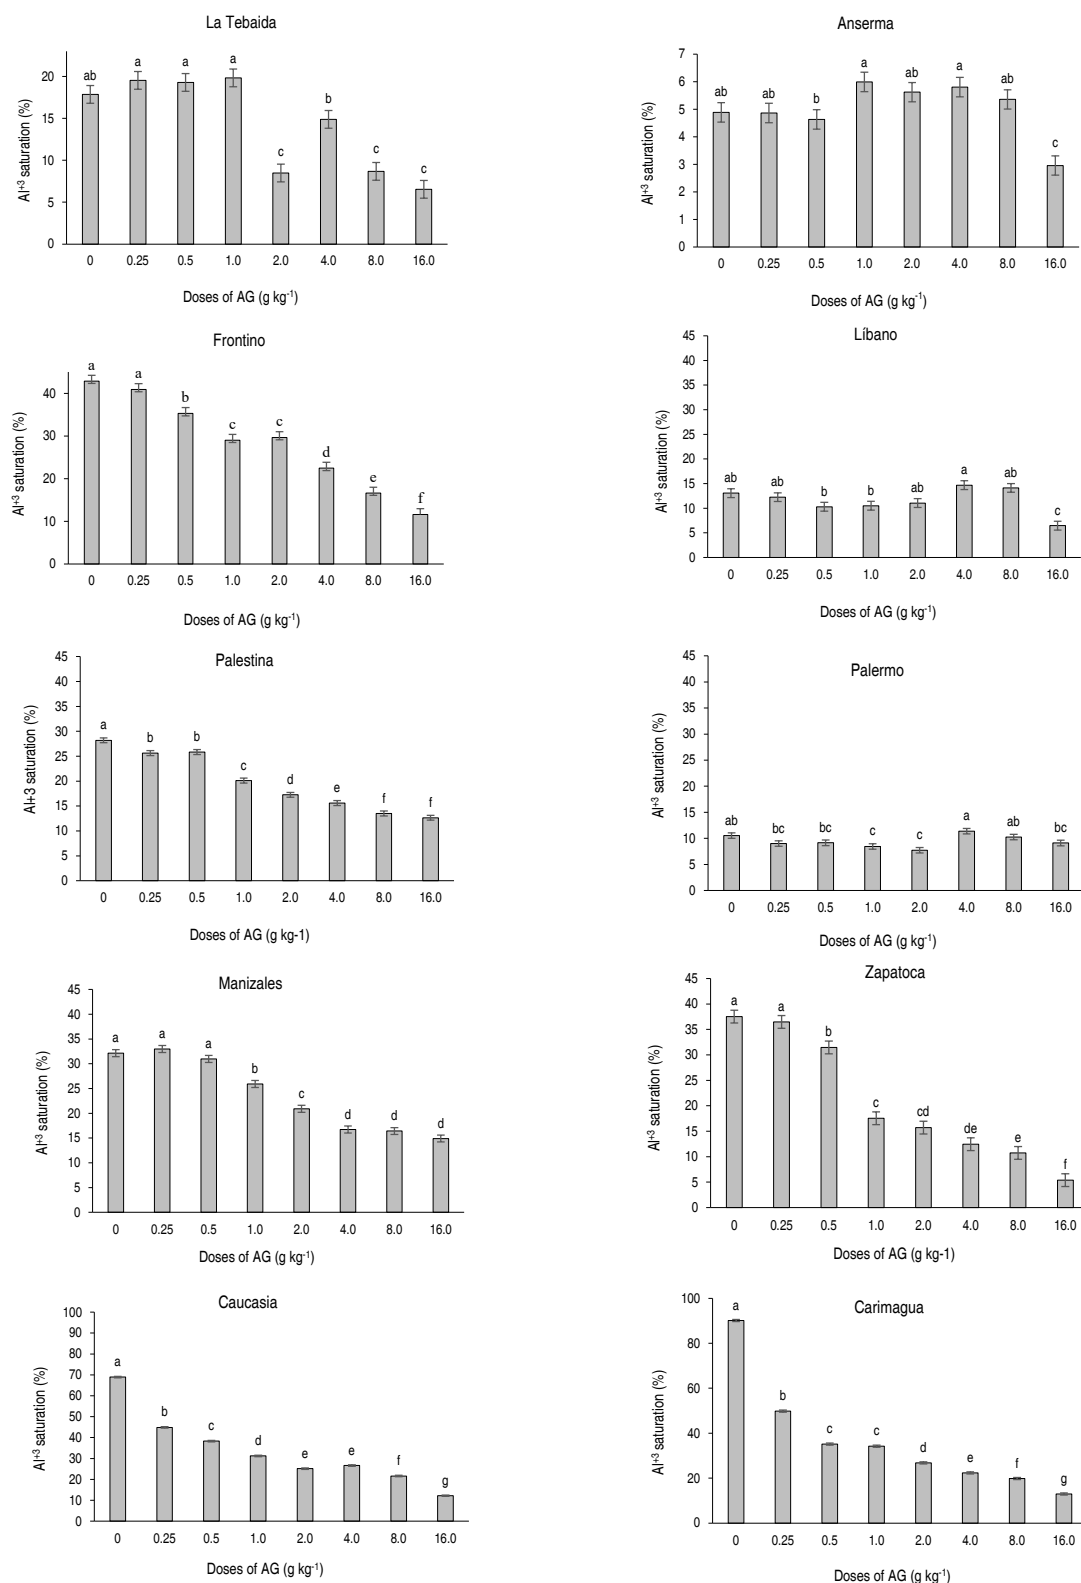 La Tebaida
Al+3 saturation (%)
20
15
10
5
0
ab a a a c b c c
0 0.25 0.5 1.0 2.0 4.0 8.0 16.0
Doses of AG (g kg-1)
Anserma
Al+3 saturation (%)
7
6
5
4
3
2
1
0
ab ab b a ab a ab c
0 0.25 0.5 1.0 2.0 4.0 8.0 16.0
Doses of AG (g kg-1)
Frontino
Al+3 saturation (%)
40
30
20
10
0
a a b c c d e f
0 0.25 0.5 1.0 2.0 4.0 8.0 16.0
Doses of AG (g kg-1)
Líbano
Al+3 saturation (%)
45
40
35
30
25
20
15
10
5
0
ab ab b b ab a ab c
0 0.25 0.5 1.0 2.0 4.0 8.0 16.0
Doses of AG (g kg-1)
Palestina
Al+3 saturation (%)
45
40
35
30
25
20
15
10
5
0
a b b c d e f f
0 0.25 0.5 1.0 2.0 4.0 8.0 16.0
Doses of AG (g kg-1)
Palermo
Al+3 saturation (%)
45
40
35
30
25
20
15
10
5
0
ab bc bc c c a ab bc
0 0.25 0.5 1.0 2.0 4.0 8.0 16.0
Doses of AG (g kg-1)
Manizales
Al+3 saturation (%)
45
40
35
30
25
20
15
10
5
0
a a a b c d d d
0 0.25 0.5 1.0 2.0 4.0 8.0 16.0
Doses of AG (g kg-1)
Zapatoca
Al+3 saturation (%)
45
40
35
30
25
20
15
10
5
0
a a b c cd de e f
0 0.25 0.5 1.0 2.0 4.0 8.0 16.0
Doses of AG (g kg-1)
Caucasia
Al+3 saturation (%)
100
90
80
70
60
50
40
30
20
10
0
a b c d e e f g
0 0.25 0.5 1.0 2.0 4.0 8.0 16.0
Doses of AG (g kg-1)
Carimagua
Al+3 saturation (%)
100
80
60
40
20
0
a b c c d e f g
0 0.25 0.5 1.0 2.0 4.0 8.0 16.0
Doses of AG (g kg-1)